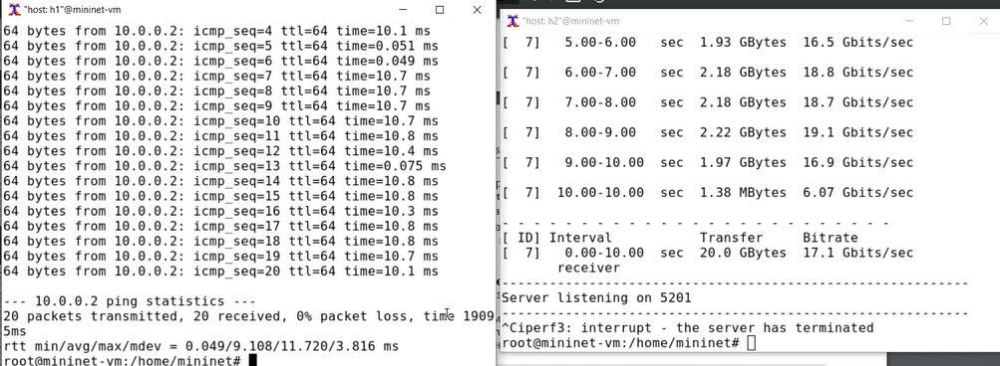 "host: h1"@mininet-vm
64 bytes from 10.0.0.2: icmp_seq=4 ttl=64 time=10.1 ms
64 bytes from 10.0.0.2: icmp_seq=5 ttl=64 time=0.051 ms
64 bytes from 10.0.0.2: icmp_seq=6 ttl=64 time=0.049 ms
64 bytes from 10.0.0.2: icmp_seq=7 ttl=64 time=10.7 ms
64 bytes from 10.0.0.2: icmp_seq=8 ttl=64 time=10.7 ms
64 bytes from 10.0.0.2: icmp_seq=9 ttl=64 time=10.7 ms
64 bytes from 10.0.0.2: icmp_seq=10 ttl=64 time=10.7 ms
64 bytes from 10.0.0.2: icmp_seq=11 ttl=64 time=10.8 ms
64 bytes from 10.0.0.2: icmp_seq=12 ttl=64 time=10.4 ms
64 bytes from 10.0.0.2: icmp_seq=13 ttl=64 time=0.075 ms
64 bytes from 10.0.0.2: icmp_seq=14 ttl=64 time=10.8 ms
64 bytes from 10.0.0.2: icmp_seq=15 ttl=64 time=10.8 ms
64 bytes from 10.0.0.2: icmp_seq=16 ttl=64 time=10.3 ms
64 bytes from 10.0.0.2: icmp_seq=17 ttl=64 time=10.8 ms
64 bytes from 10.0.0.2: icmp_seq=18 ttl=64 time=10.8 ms
64 bytes from 10.0.0.2: icmp_seq=19 ttl=64 time=10.7 ms
64 bytes from 10.0.0.2: icmp_seq=20 ttl=64 time=10.1 ms
--- 10.0.0.2 ping statistics ---
20 packets transmitted, 20 received, 0% packet loss, time 1909
5ms
rtt min/avg/max/mdev = 0.049/9.108/11.720/3.816 ms
root@mininet-vm:/home/mininet#
"host: h2"@mininet-vm
[  7]   5.00-6.00   sec  1.93 GBytes  16.5 Gbits/sec
[  7]   6.00-7.00   sec  2.18 GBytes  18.8 Gbits/sec
[  7]   7.00-8.00   sec  2.18 GBytes  18.7 Gbits/sec
[  7]   8.00-9.00   sec  2.22 GBytes  19.1 Gbits/sec
[  7]   9.00-10.00  sec  1.97 GBytes  16.9 Gbits/sec
[  7]  10.00-10.00  sec  1.38 MBytes  6.07 Gbits/sec
- - - - - - - - - - - - - - - - - - - - - - - - -
[ ID] Interval           Transfer     Bitrate
[  7]   0.00-10.00  sec  20.0 GBytes  17.1 Gbits/sec
receiver
-----------------------------------------------------------
Server listening on 5201
-----------------------------------------------------------
^Ciperf3: interrupt - the server has terminated
root@mininet-vm:/home/mininet#